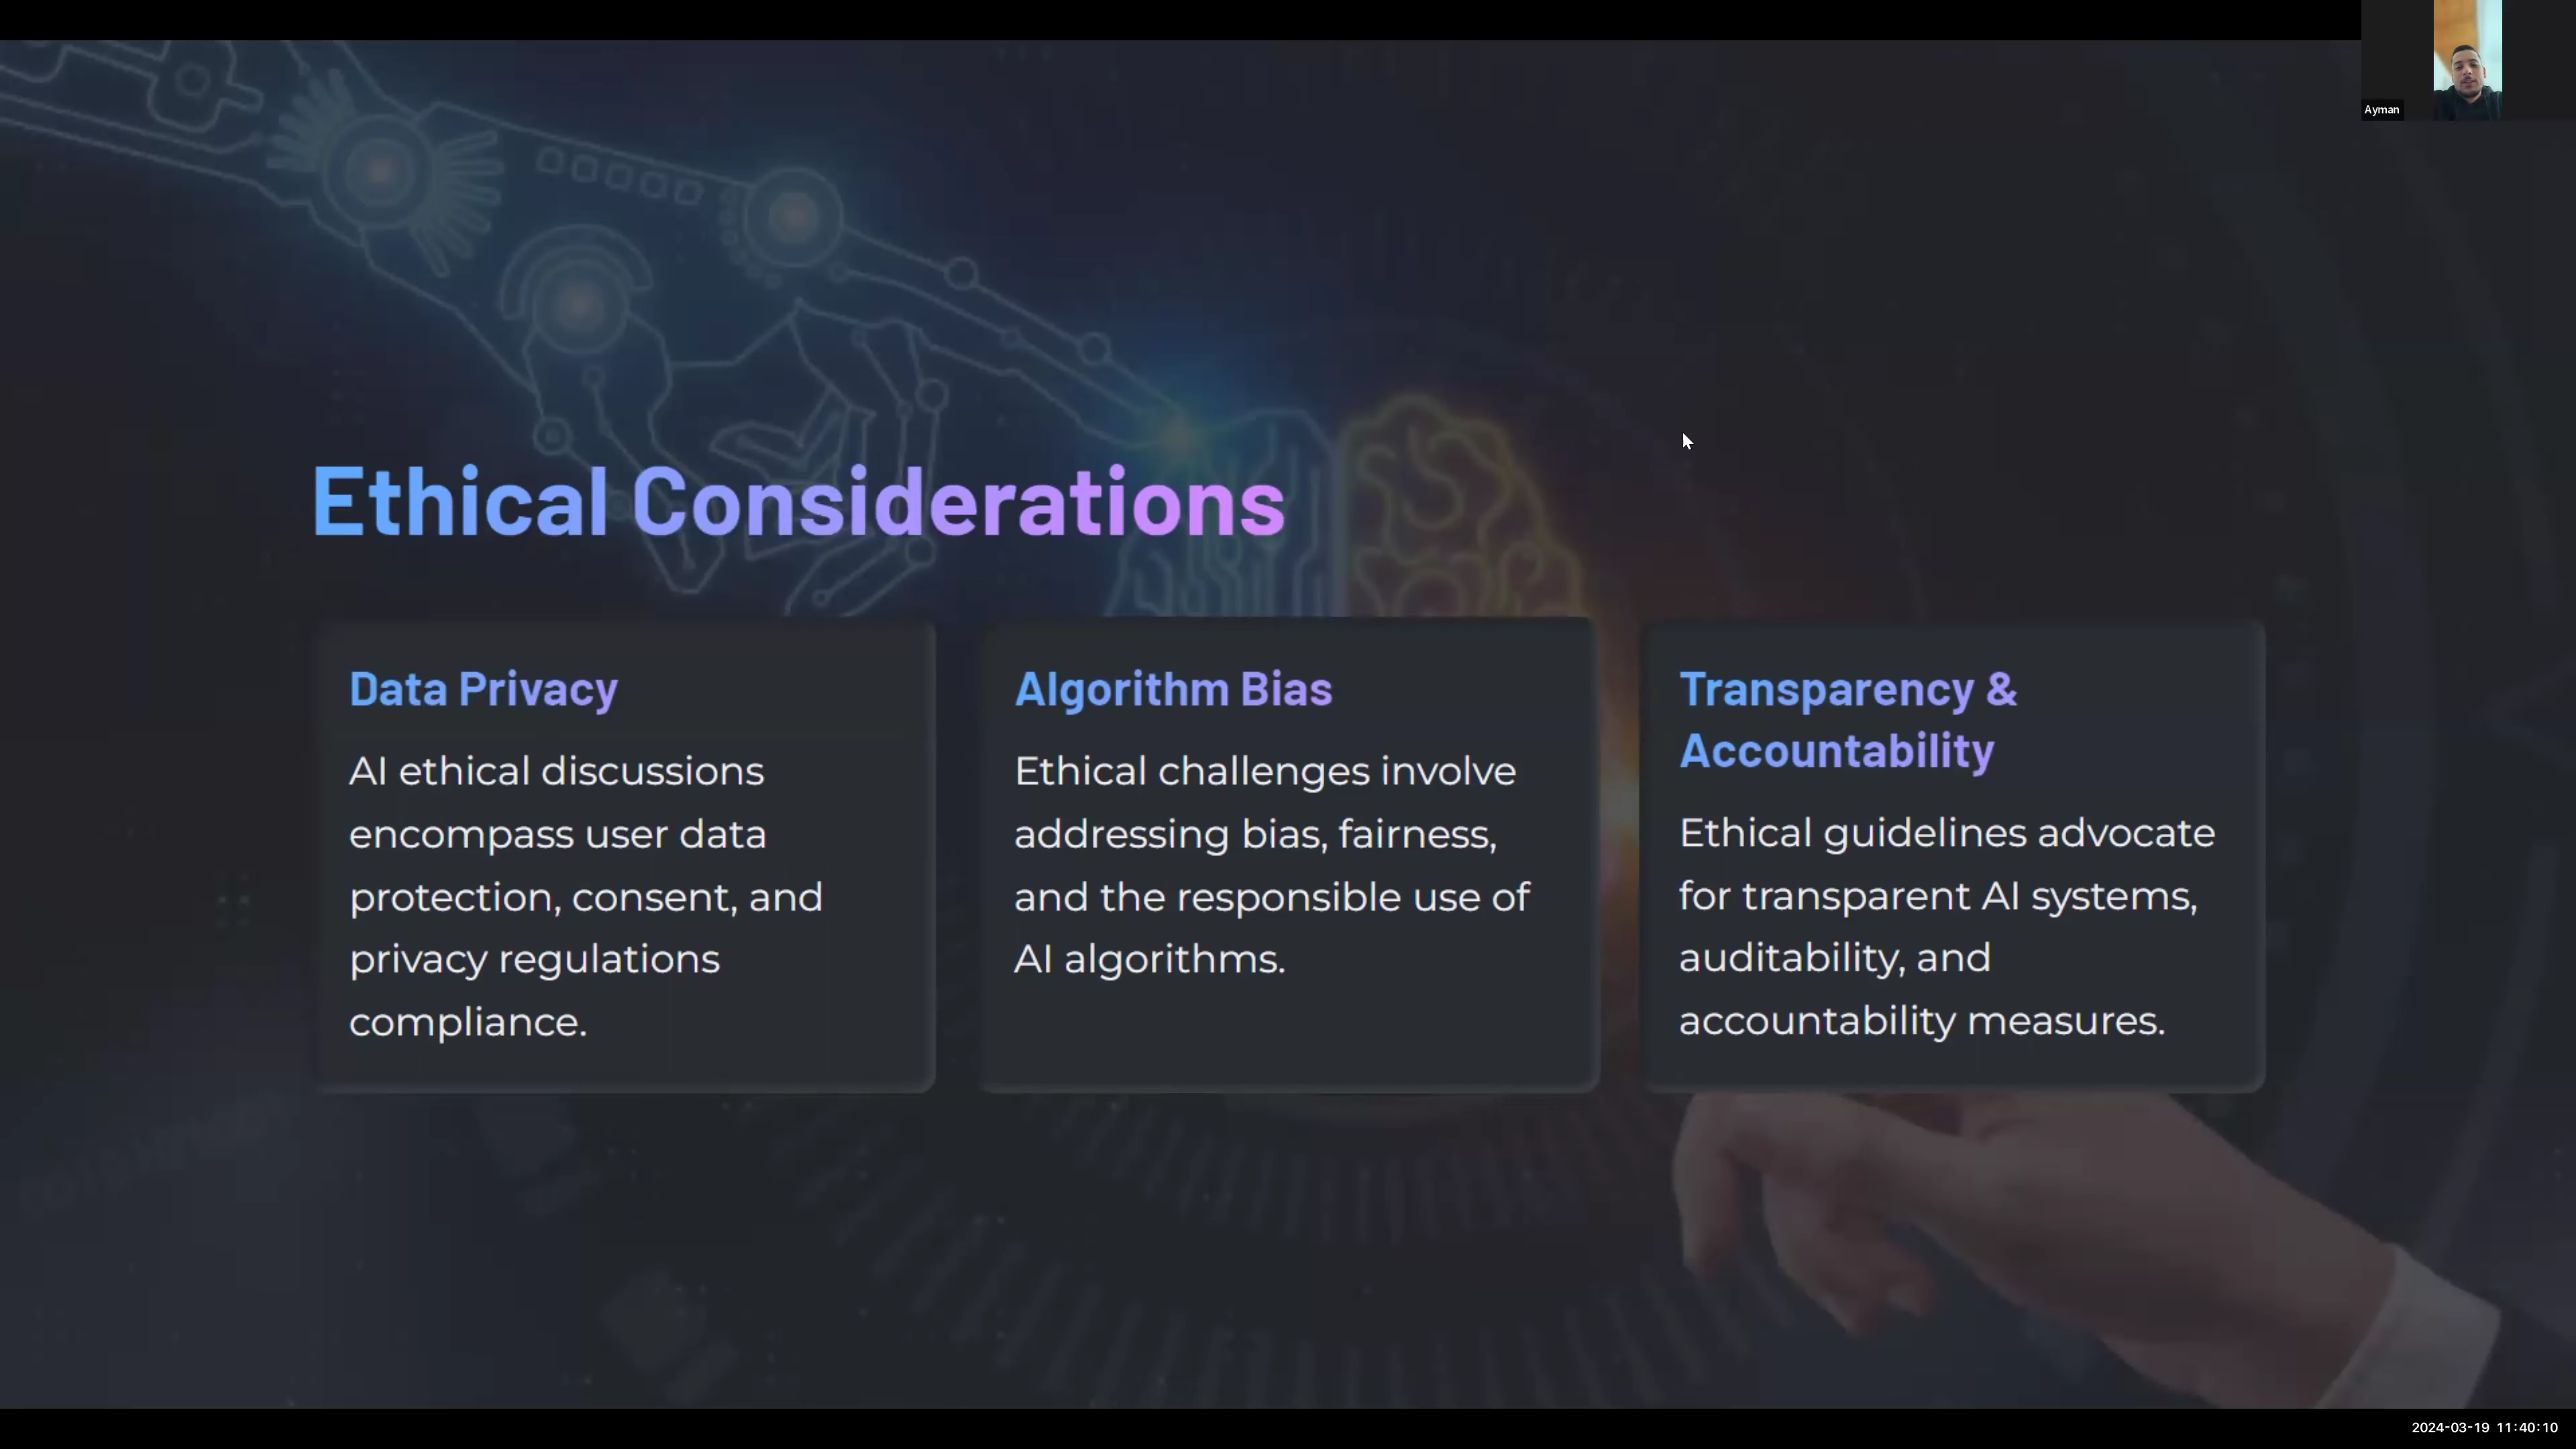 Ayman
Ethical Considerations
Data Privacy
AI ethical discussions
encompass user data
protection, consent, and
privacy regulations
compliance.
Algorithm Bias
Ethical challenges involve
addressing bias, fairness,
and the responsible use of
AI algorithms.
Transparency &
Accountability
Ethical guidelines advocate
for transparent AI systems,
auditability, and
accountability measures.
2024-03-19 11:40:10